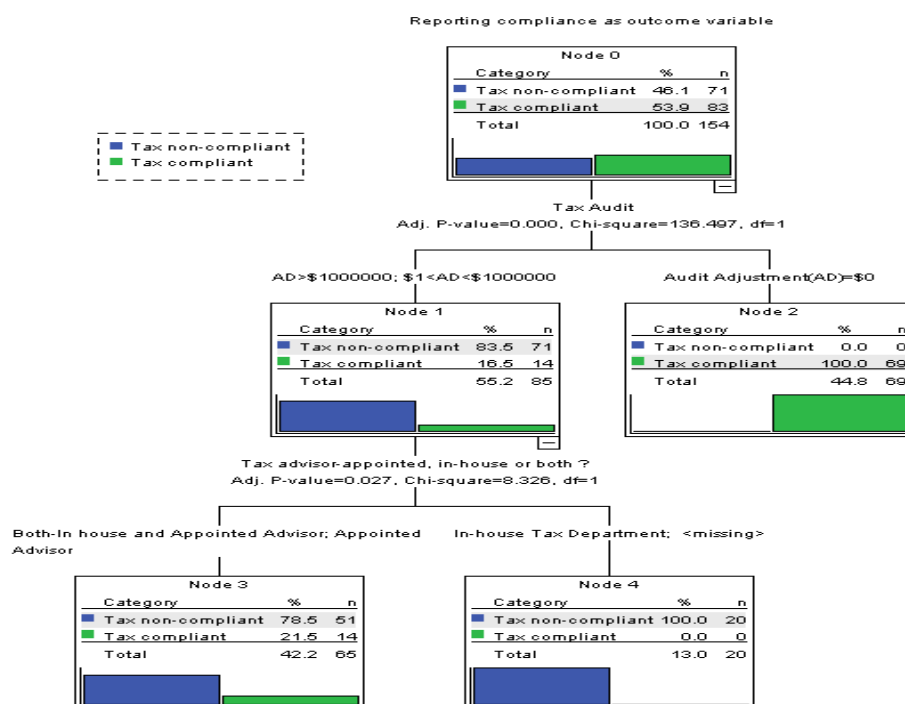 Reporting compliance as outcome variable
Node 0
Category % n
Tax non-compliant 46.1 71
Tax compliant 53.9 83
Total 100.0 154
Tax non-compliant
Tax compliant
Tax Audit
Adj. P-value=0.000, Chi-square=136.497, df=1
AD>$1000000; $1<AD<$1000000
Audit Adjustment(AD)=$0
Node 1
Category % n
Tax non-compliant 83.5 71
Tax compliant 16.5 14
Total 55.2 85
Node 2
Category % n
Tax non-compliant 0.0 0
Tax compliant 100.0 69
Total 44.8 69
Tax advisor-appointed, in-house or both ?
Adj. P-value=0.027, Chi-square=8.326, df=1
Both-In house and Appointed Advisor; Appointed
Advisor
In-house Tax Department; <missing>
Node 3
Category % n
Tax non-compliant 78.5 51
Tax compliant 21.5 14
Total 42.2 65
Node 4
Category % n
Tax non-compliant 100.0 20
Tax compliant 0.0 0
Total 13.0 20